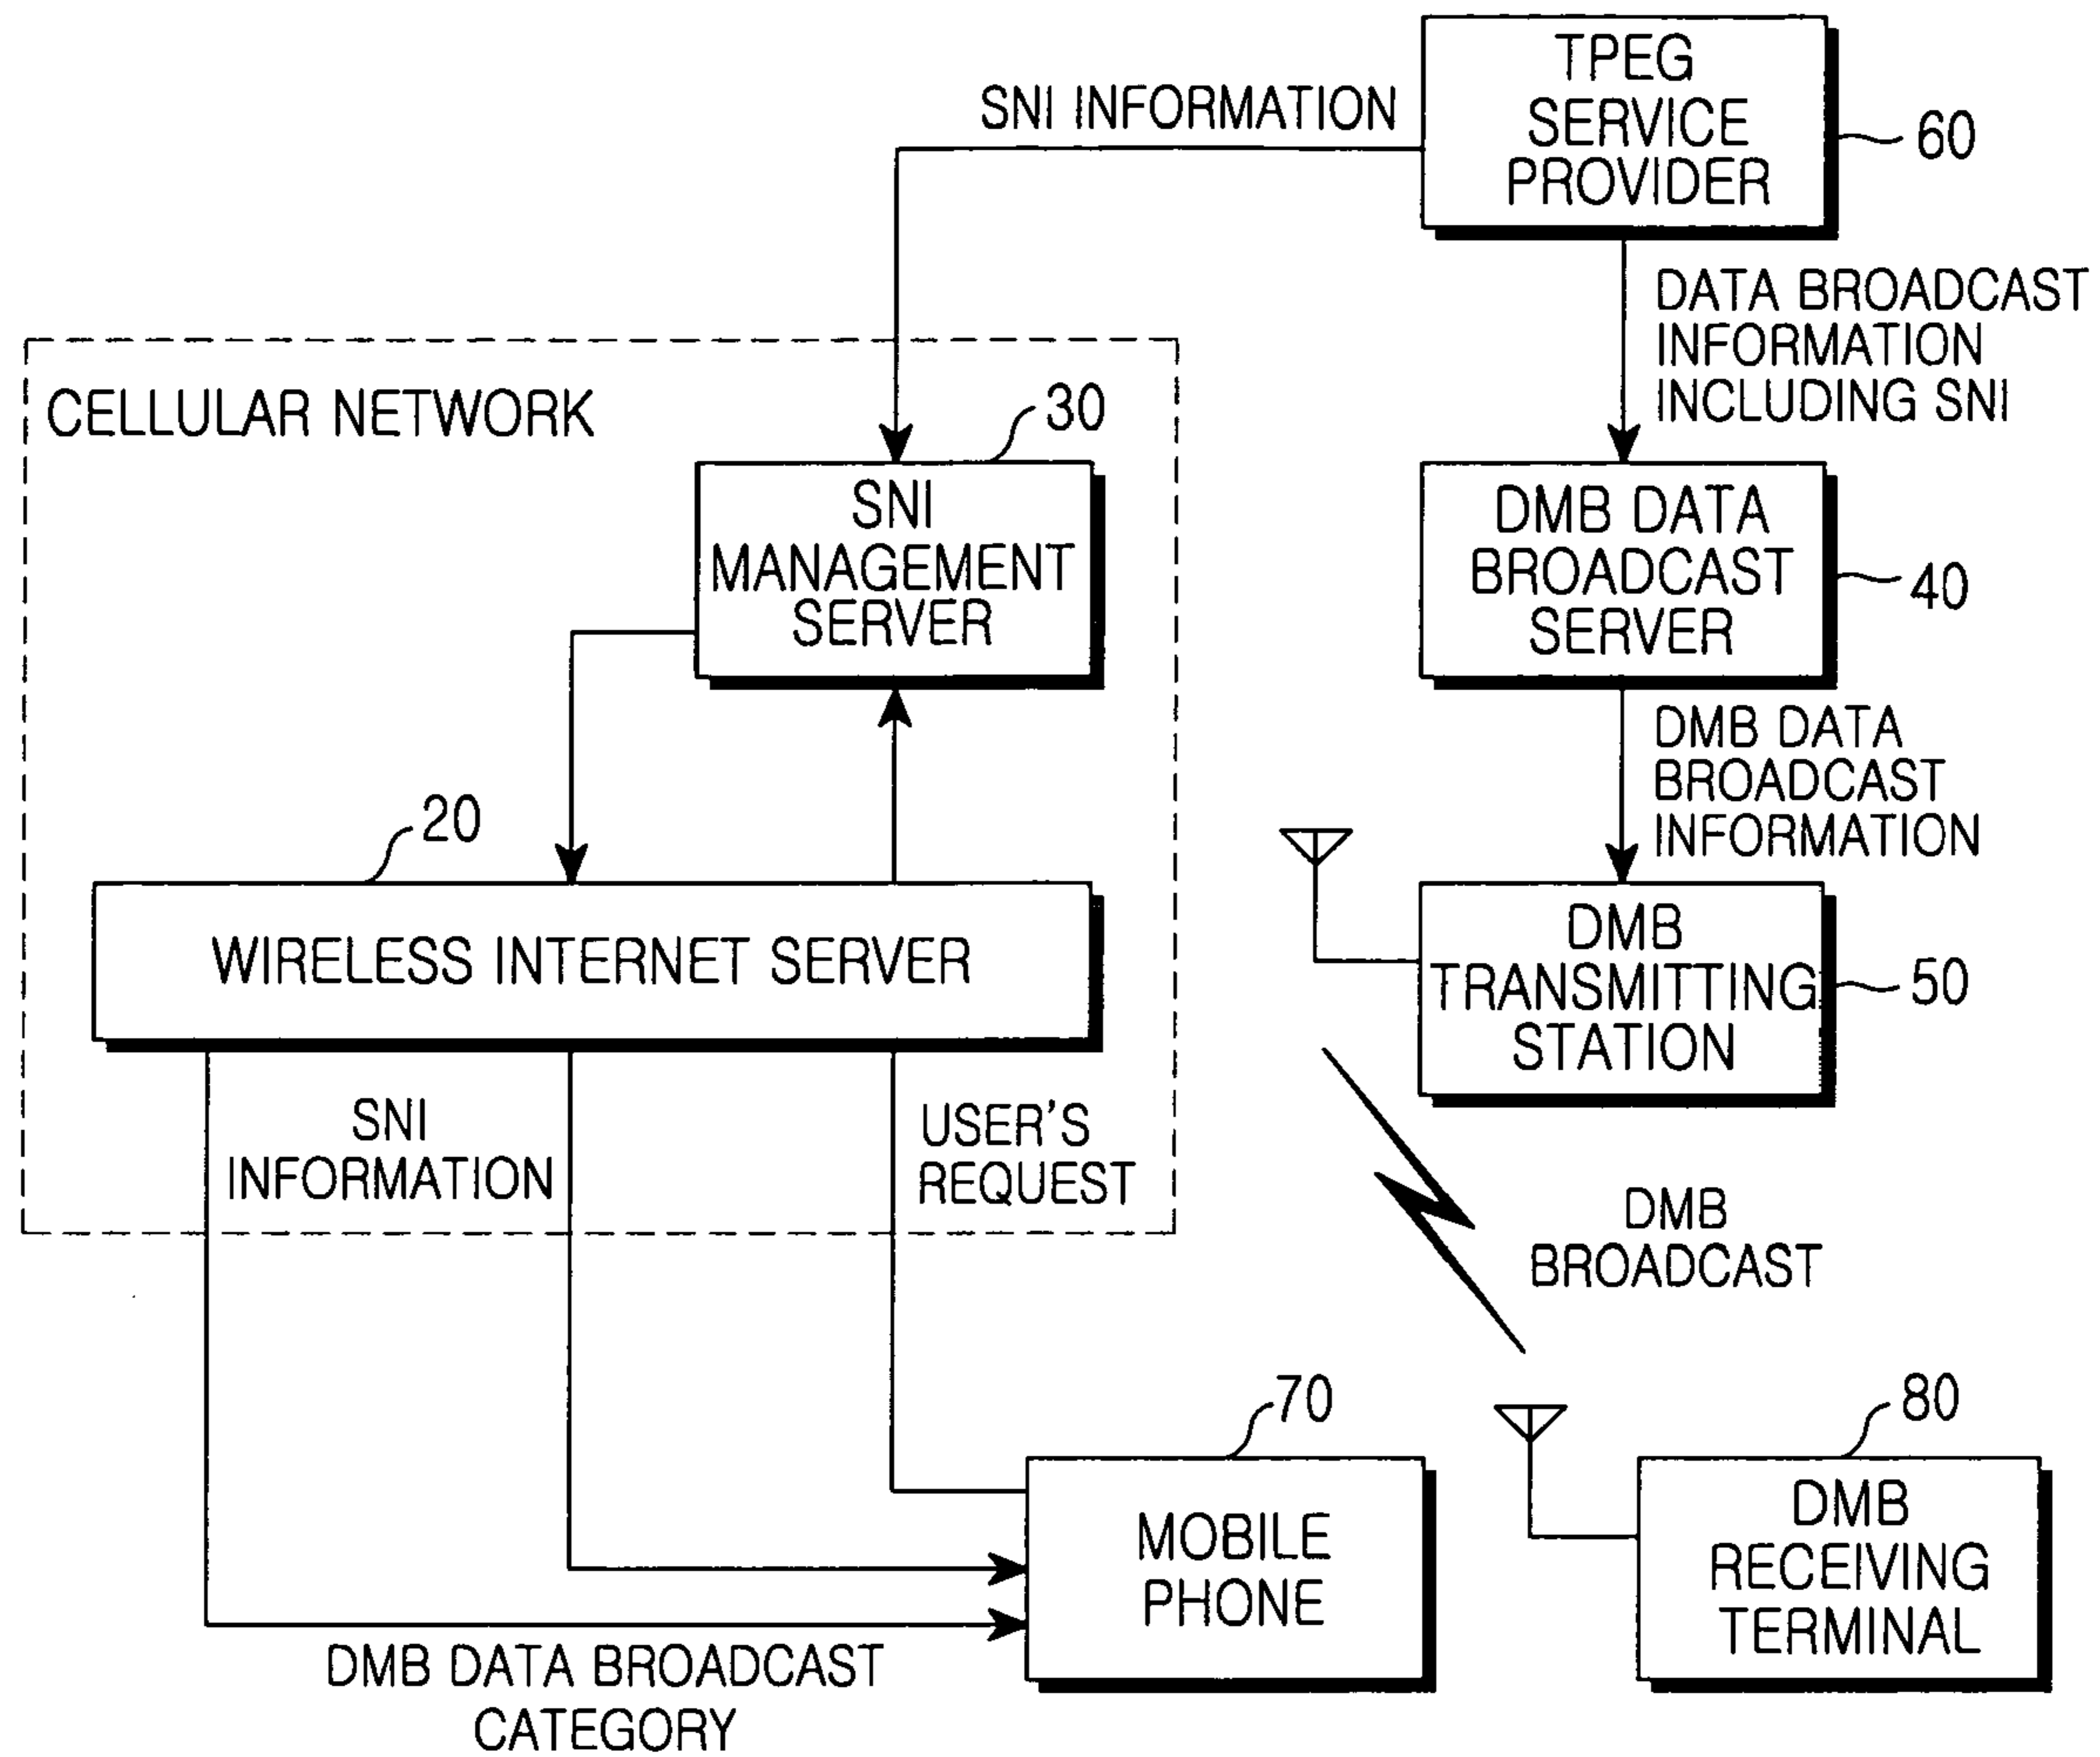 TPEG
SERVICE
PROVIDER
60
SNI INFORMATION
DATA BROADCAST
INFORMATION
INCLUDING SNI
CELLULAR NETWORK
30
SNI
MANAGEMENT
SERVER
DMB DATA
BROADCAST
SERVER
40
DMB DATA
BROADCAST
INFORMATION
20
WIRELESS INTERNET SERVER
DMB
TRANSMITTING
STATION
50
SNI
INFORMATION
USER'S
REQUEST
DMB
BROADCAST
70
MOBILE
PHONE
80
DMB
RECEIVING
TERMINAL
DMB DATA BROADCAST
CATEGORY